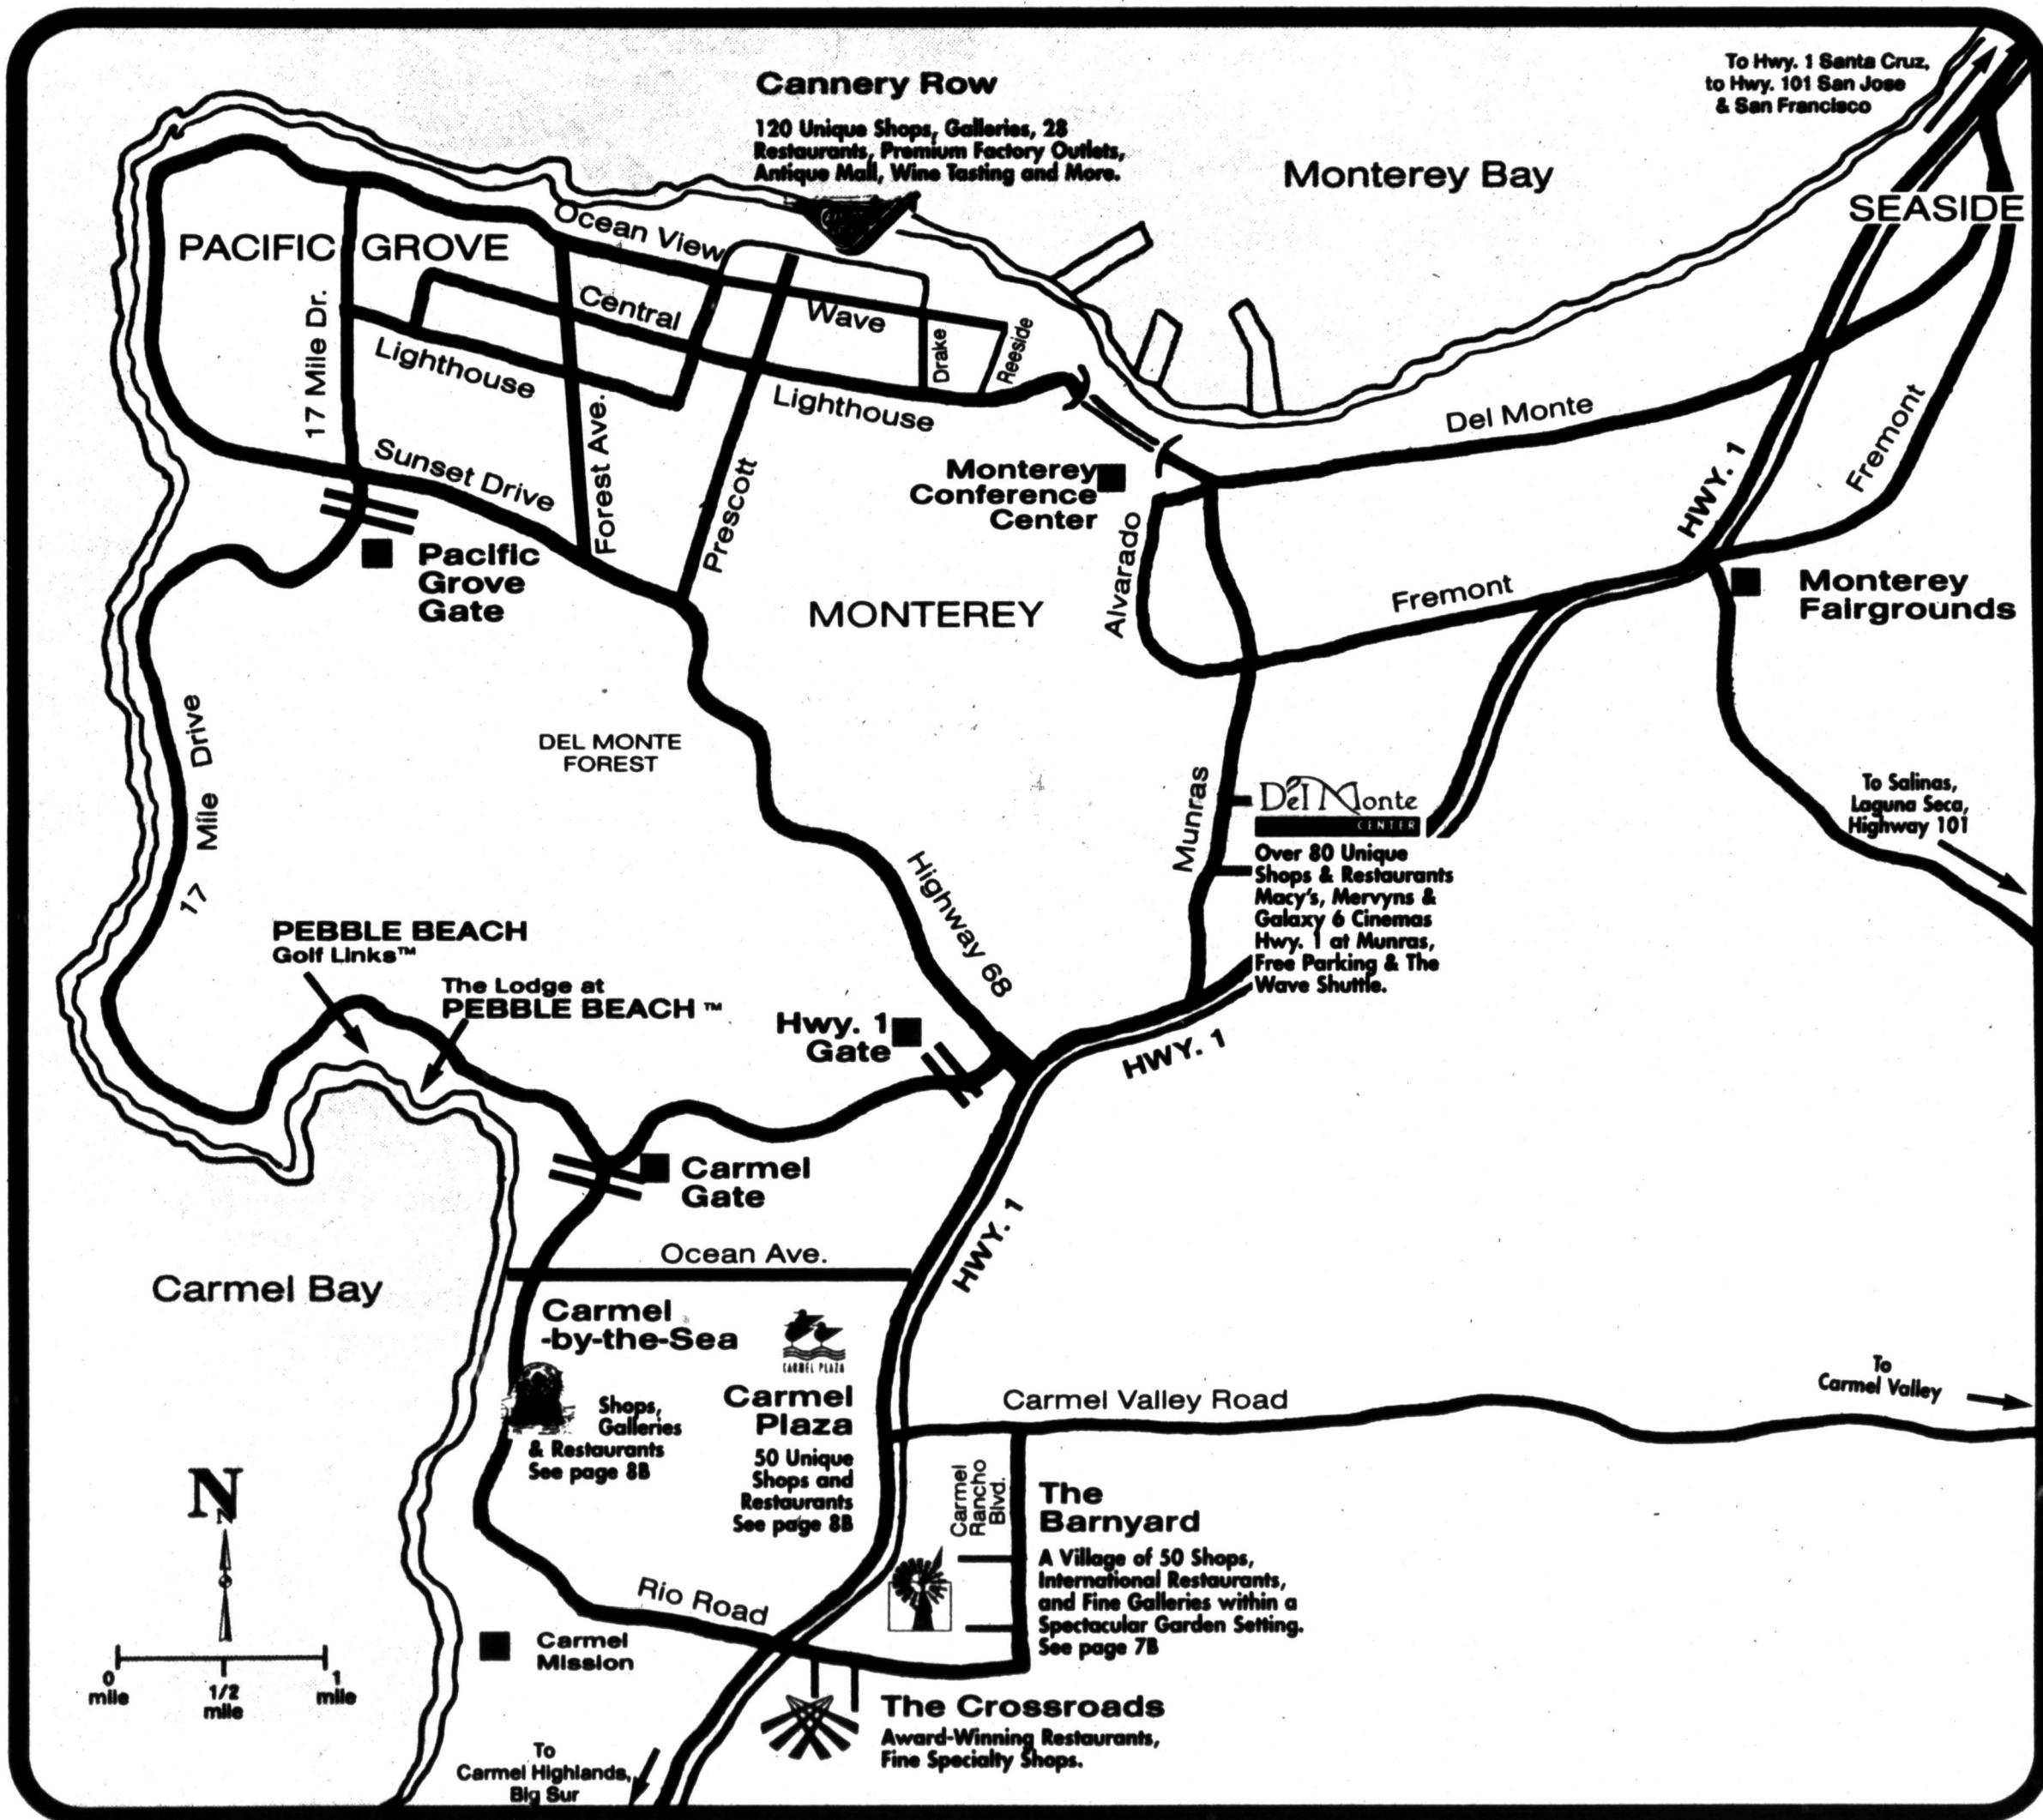 To Hwy. 1 Santa Cruz,
to Hwy. 101 San Jose
& San Francisco
Cannery Row
120 Unique Shops, Galleries, 28
Restaurants, Premium Factory Outlets,
Antique Mall, Wine Tasting and More.
Monterey Bay
SEASIDE
PACIFIC GROVE
Ocean View
Central
Wave
Drake
Reeside
17 Mile Dr.
Lighthouse
Lighthouse
Forest Ave.
Prescott
Sunset Drive
Del Monte
Fremont
HWY. 1
Monterey
Conference
Center
Alvarado
Pacific
Grove
Gate
MONTEREY
Fremont
Monterey
Fairgrounds
17 Mile Drive
DEL MONTE
FOREST
Munras
Del Monte
CENTER
Over 80 Unique
Shops & Restaurants
Macy's, Mervyns &
Galaxy 6 Cinemas
Hwy. 1 at Munras,
Free Parking & The
Wave Shuttle.
To Salinas,
Laguna Seca,
Highway 101
Highway 68
PEBBLE BEACH
Golf Links™
The Lodge at
PEBBLE BEACH ™
Hwy. 1
Gate
HWY. 1
Carmel
Gate
HWY. 1
Ocean Ave.
Carmel Bay
Carmel
-by-the-Sea
Shops,
Galleries
& Restaurants
See page 8B
CARMEL PLAZA
Carmel
Plaza
50 Unique
Shops and
Restaurants
See page 8B
Carmel Valley Road
To
Carmel Valley
Carmel
Rancho
Blvd.
The
Barnyard
A Village of 50 Shops,
International Restaurants,
and Fine Galleries within a
Spectacular Garden Setting.
See page 7B
N
N
0
mile
1/2
mile
1
mile
Rio Road
Carmel
Mission
The Crossroads
Award-Winning Restaurants,
Fine Specialty Shops.
To
Carmel Highlands,
Big Sur